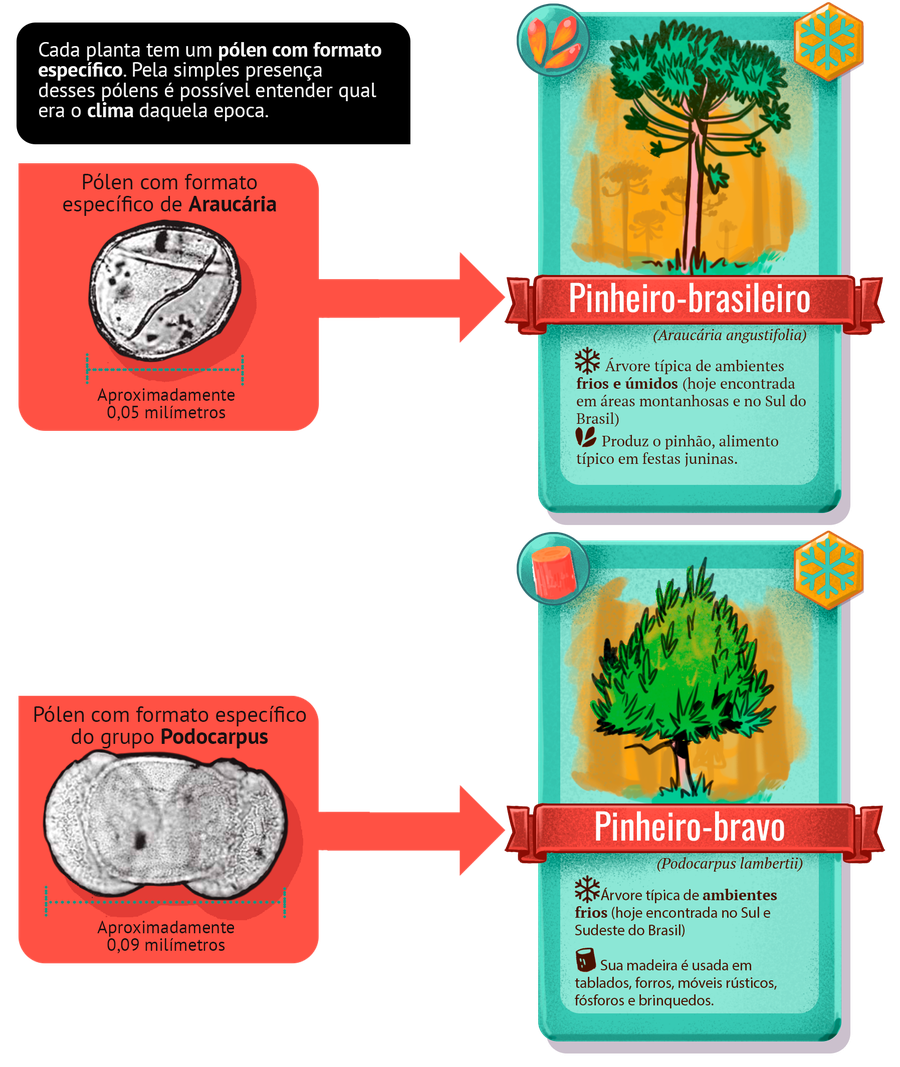 Cada planta tem um pólen com formato
específico. Pela simples presença
desses pólens é possível entender qual
era o clima daquela epoca.
Pólen com formato
específico de Araucária
Aproximadamente
0,05 milímetros
Pinheiro-brasileiro
(Araucária angustifolia)
Árvore típica de ambientes
frios e úmidos (hoje encontrada
em áreas montanhosas e no Sul do
Brasil)
Produz o pinhão, alimento
típico em festas juninas.
Pólen com formato específico
do grupo Podocarpus
Aproximadamente
0,09 milímetros
Pinheiro-bravo
(Podocarpus lambertii)
Árvore típica de ambientes
frios (hoje encontrada no Sul e
Sudeste do Brasil)
Sua madeira é usada em
tablados, forros, móveis rústicos,
fósforos e brinquedos.